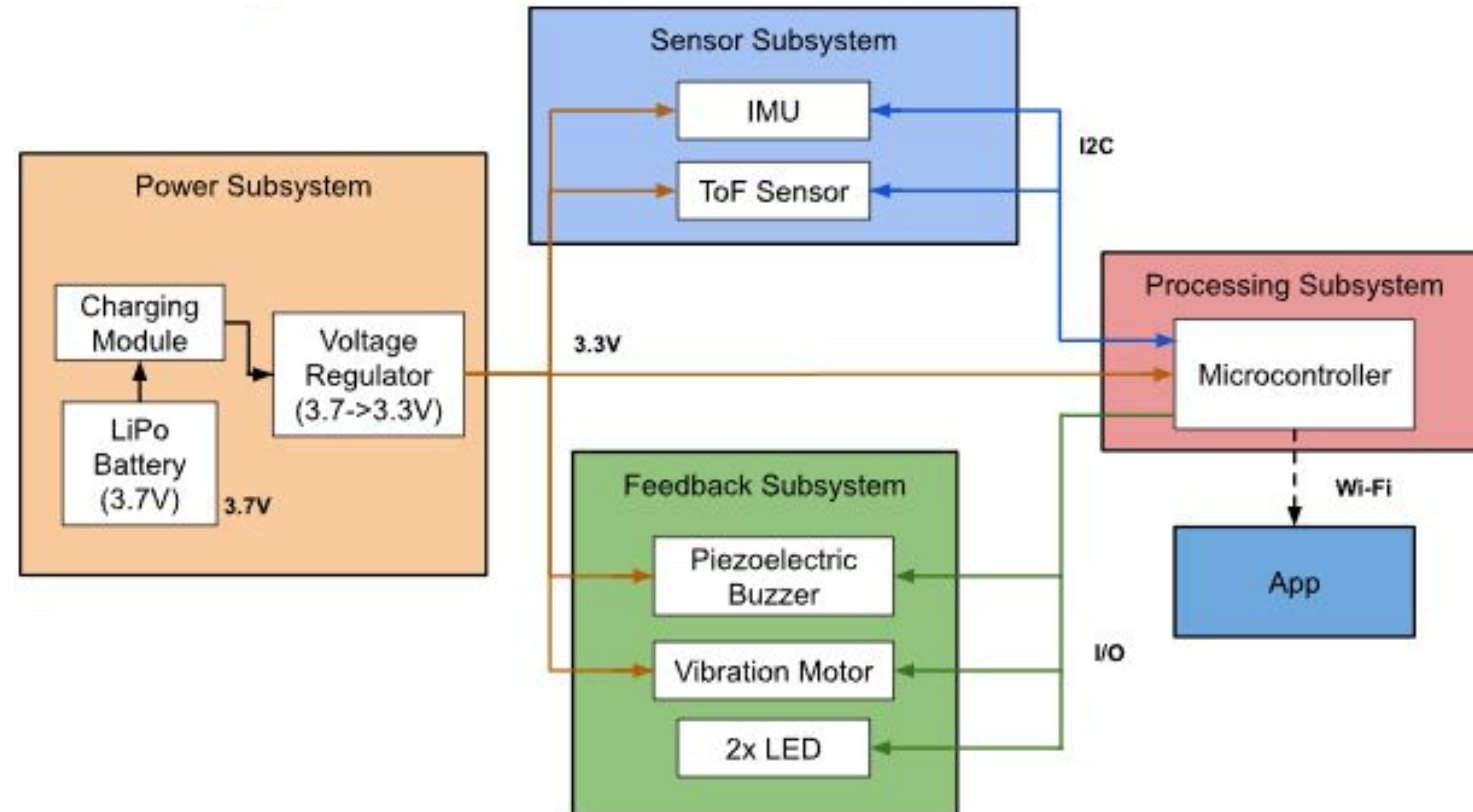 Sensor Subsystem
IMU
I2C
ToF Sensor
Power Subsystem
Charging
Module
Voltage
Regulator
(3.7->3.3V)
LiPo
Battery
(3.7V)
3.7V
3.3V
Processing Subsystem
Microcontroller
Wi-Fi
App
Feedback Subsystem
Piezoelectric
Buzzer
Vibration Motor
2x LED
I/O